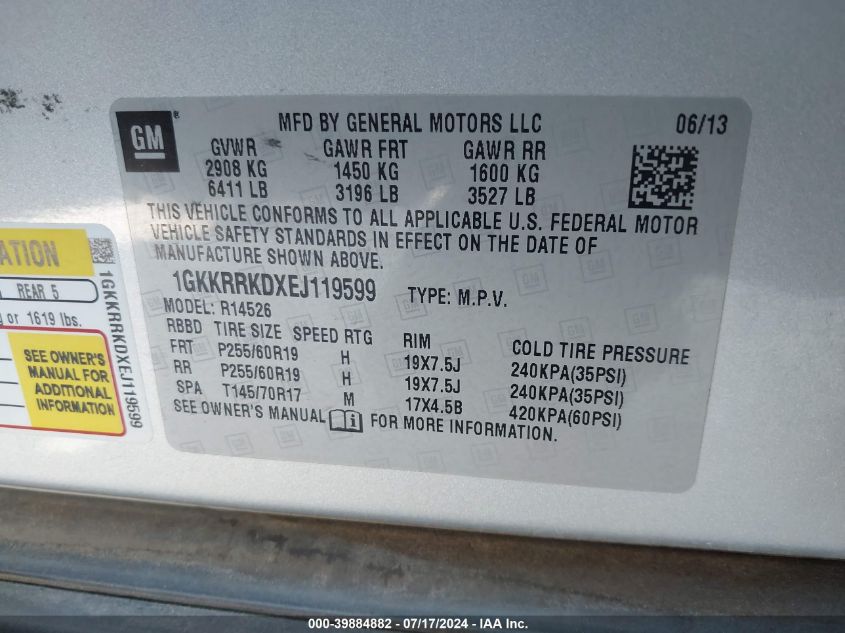 GM
®
MFD BY GENERAL MOTORS LLC 06/13
GVWR GAWR FRT GAWR RR
2908 KG 1450 KG 1600 KG
6411 LB 3196 LB 3527 LB
THIS VEHICLE CONFORMS TO ALL APPLICABLE U.S. FEDERAL MOTOR
VEHICLE SAFETY STANDARDS IN EFFECT ON THE DATE OF
MANUFACTURE SHOWN ABOVE.
1GKKRRKDXEJ119599 TYPE: M.P.V.
MODEL: R14526
RBBD TIRE SIZE SPEED RTG RIM COLD TIRE PRESSURE
FRT P255/60R19 H 19X7.5J 240KPA(35PSI)
RR P255/60R19 H 19X7.5J 240KPA(35PSI)
SPA T145/70R17 M 17X4.5B 420KPA(60PSI)
SEE OWNER'S MANUAL i FOR MORE INFORMATION.
ATION
REAR 5
or 1619 lbs.
SEE OWNER'S
MANUAL FOR
ADDITIONAL
INFORMATION
1GKKRRKDXEJ119599
000-39884882 - 07/17/2024 - www.iaai.com.